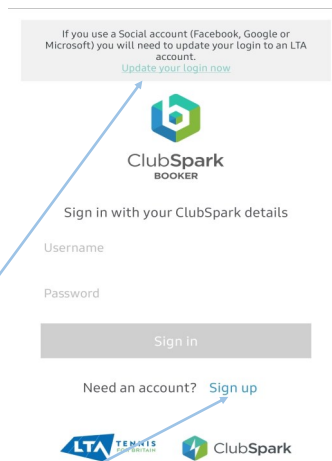 If you use a Social account (Facebook, Google or
Microsoft) you will need to update your login to an LTA
account.
Update your login now
ClubSpark
BOOKER
Sign in with your ClubSpark details
Username
Password
Sign in
Need an account? Sign up
LTA TENNIS FOR BRITAIN ClubSpark